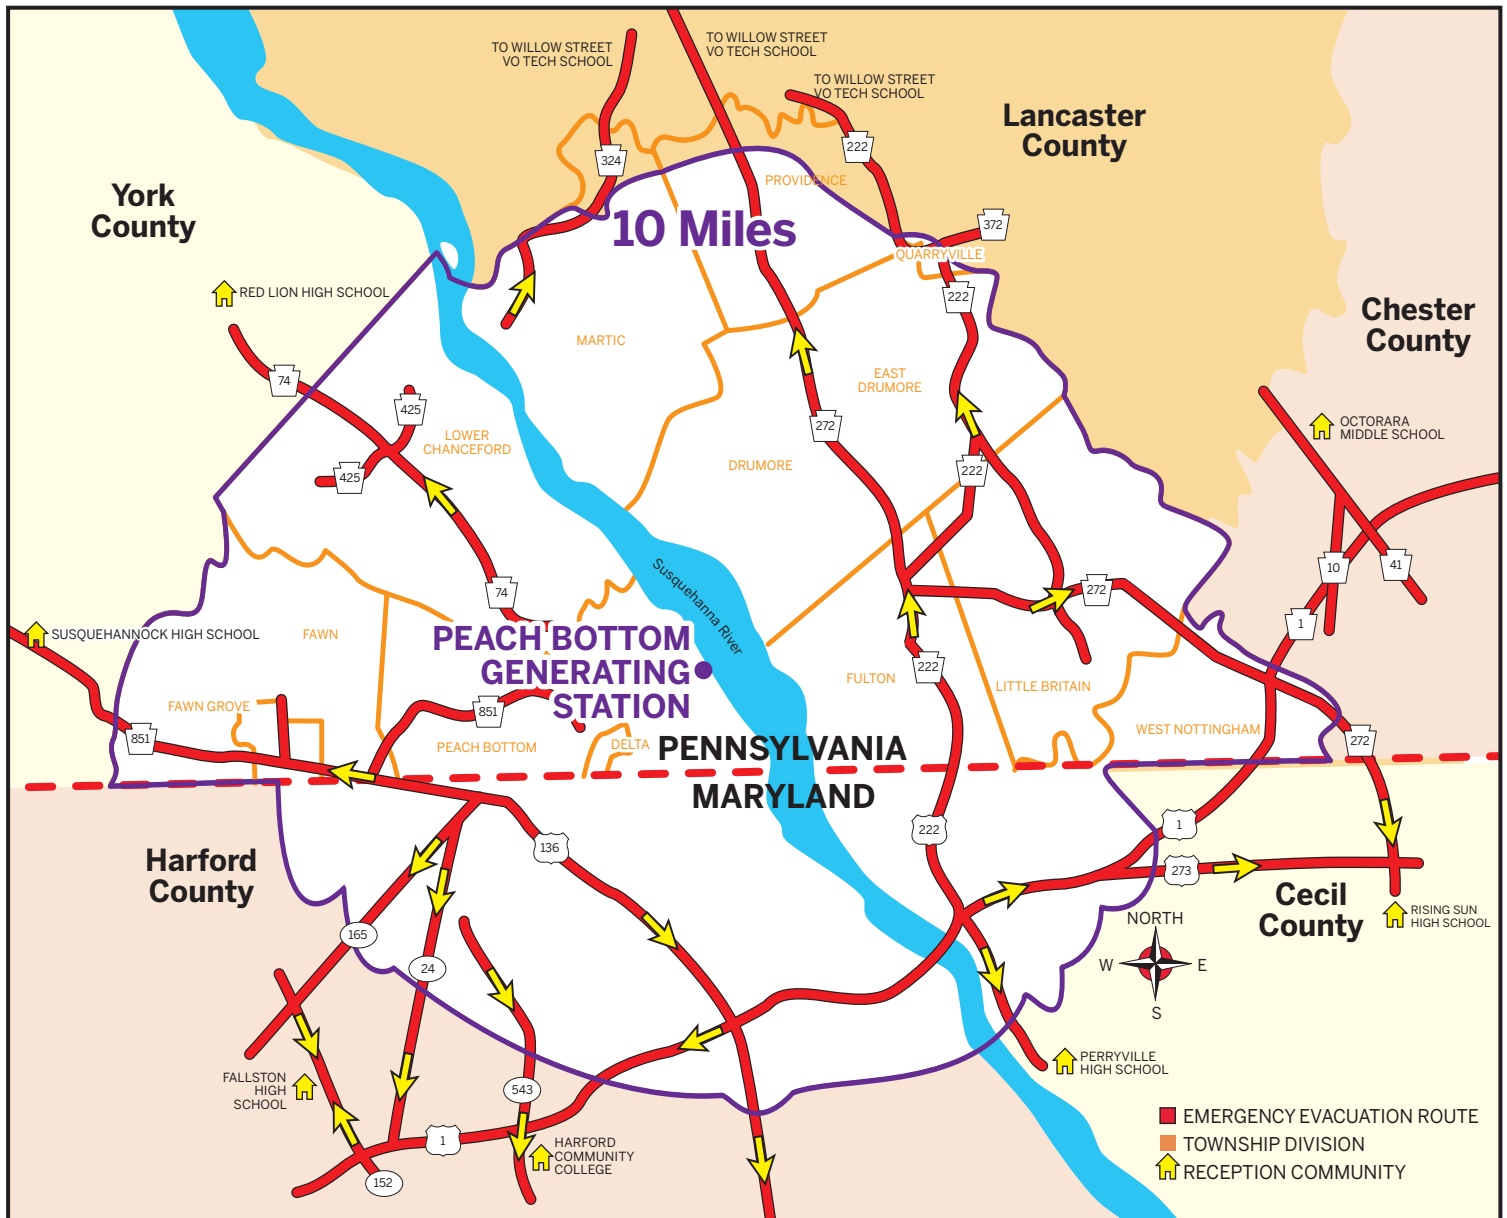 TO WILLOW STREET
VO TECH SCHOOL
TO WILLOW STREET
VO TECH SCHOOL
TO WILLOW STREET
VO TECH SCHOOL
Lancaster
County
324
222
PROVIDENCE
York
County
10 Miles
372
QUARRYVILLE
RED LION HIGH SCHOOL
222
Chester
County
MARTIC
74
EAST
DRUMORE
425
272
OCTORARA
MIDDLE SCHOOL
LOWER
CHANCEFORD
DRUMORE
425
222
10
41
74
272
Susquehanna River
1
SUSQUEHANNOCK HIGH SCHOOL
FAWN
PEACH BOTTOM
GENERATING
STATION
222
FULTON
LITTLE BRITAIN
FAWN GROVE
851
WEST NOTTINGHAM
851
PEACH BOTTOM
DELTA
PENNSYLVANIA
272
MARYLAND
222
1
136
Harford
County
273
Cecil
County
RISING SUN
HIGH SCHOOL
NORTH
165
24
W
E
S
PERRYVILLE
HIGH SCHOOL
FALLSTON
HIGH
SCHOOL
543
EMERGENCY EVACUATION ROUTE
1
HARFORD
COMMUNITY
COLLEGE
TOWNSHIP DIVISION
RECEPTION COMMUNITY
152